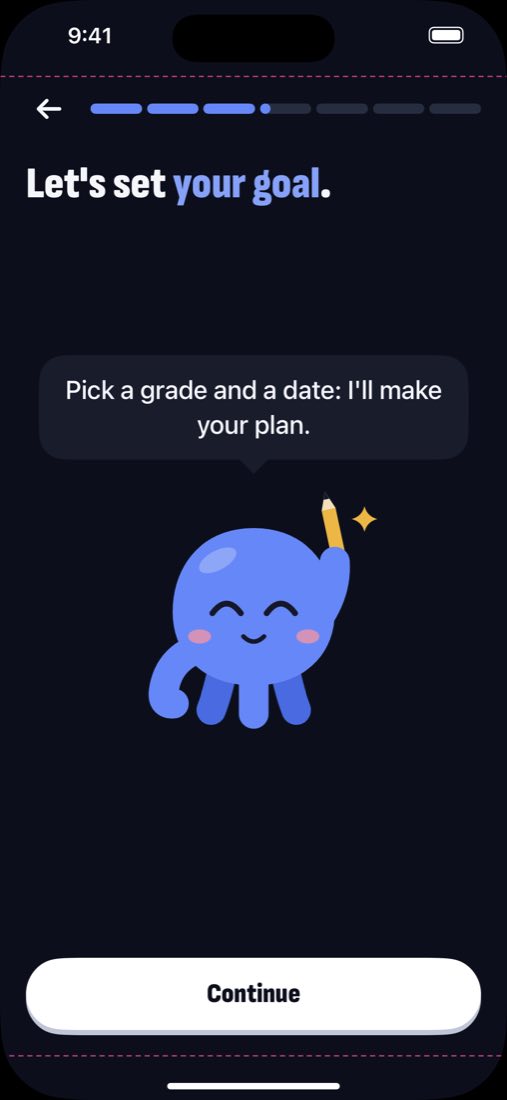 9:41
Let's set your goal.
Pick a grade and a date: I'll make
your plan.
Continue